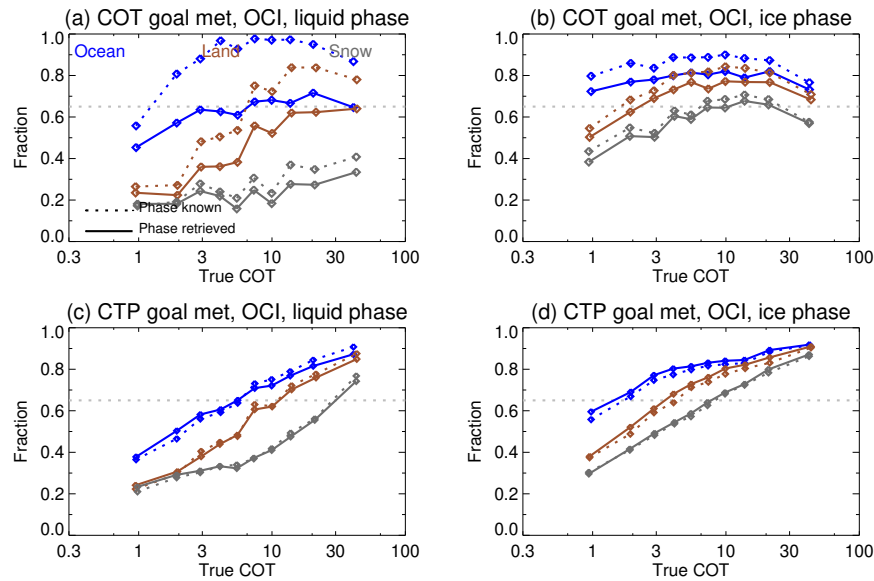 (a) COT goal met, OCI, liquid phase
1.0
0.8
0.6
0.4
0.2
0.0
Fraction
Ocean
Land
Snow
Phase known
Phase retrieved
0.3
1
3
10
30
100
True COT
(b) COT goal met, OCI, ice phase
1.0
0.8
0.6
0.4
0.2
0.0
Fraction
0.3
1
3
10
30
100
True COT
(c) CTP goal met, OCI, liquid phase
1.0
0.8
0.6
0.4
0.2
0.0
Fraction
0.3
1
3
10
30
100
True COT
(d) CTP goal met, OCI, ice phase
1.0
0.8
0.6
0.4
0.2
0.0
Fraction
0.3
1
3
10
30
100
True COT